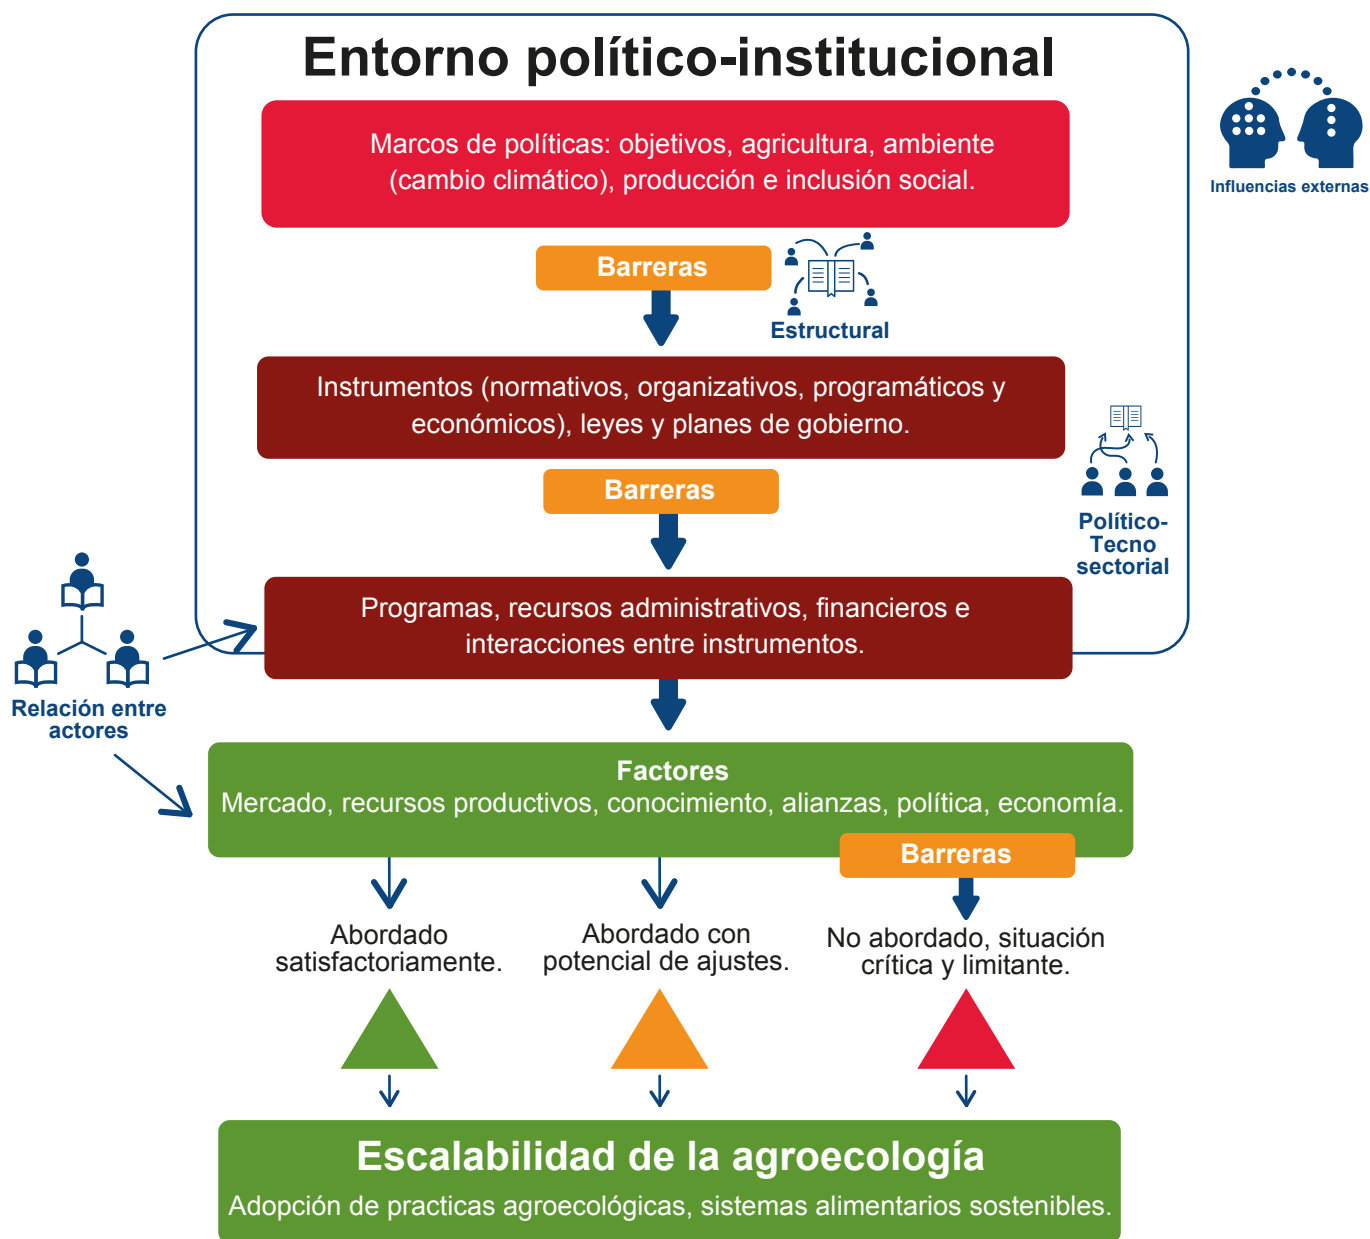 Entorno político-institucional
Marcos de políticas: objetivos, agricultura, ambiente
(cambio climático), producción e inclusión social.
Influencias externas
Barreras
Estructural
Instrumentos (normativos, organizativos, programáticos y
económicos), leyes y planes de gobierno.
Barreras
Político-
Tecno
sectorial
Programas, recursos administrativos, financieros e
interacciones entre instrumentos.
Relación entre
actores
Factores
Mercado, recursos productivos, conocimiento, alianzas, política, economía.
Barreras
Abordado
satisfactoriamente.
Abordado con
potencial de ajustes.
No abordado, situación
crítica y limitante.
Escalabilidad de la agroecología
Adopción de practicas agroecológicas, sistemas alimentarios sostenibles.